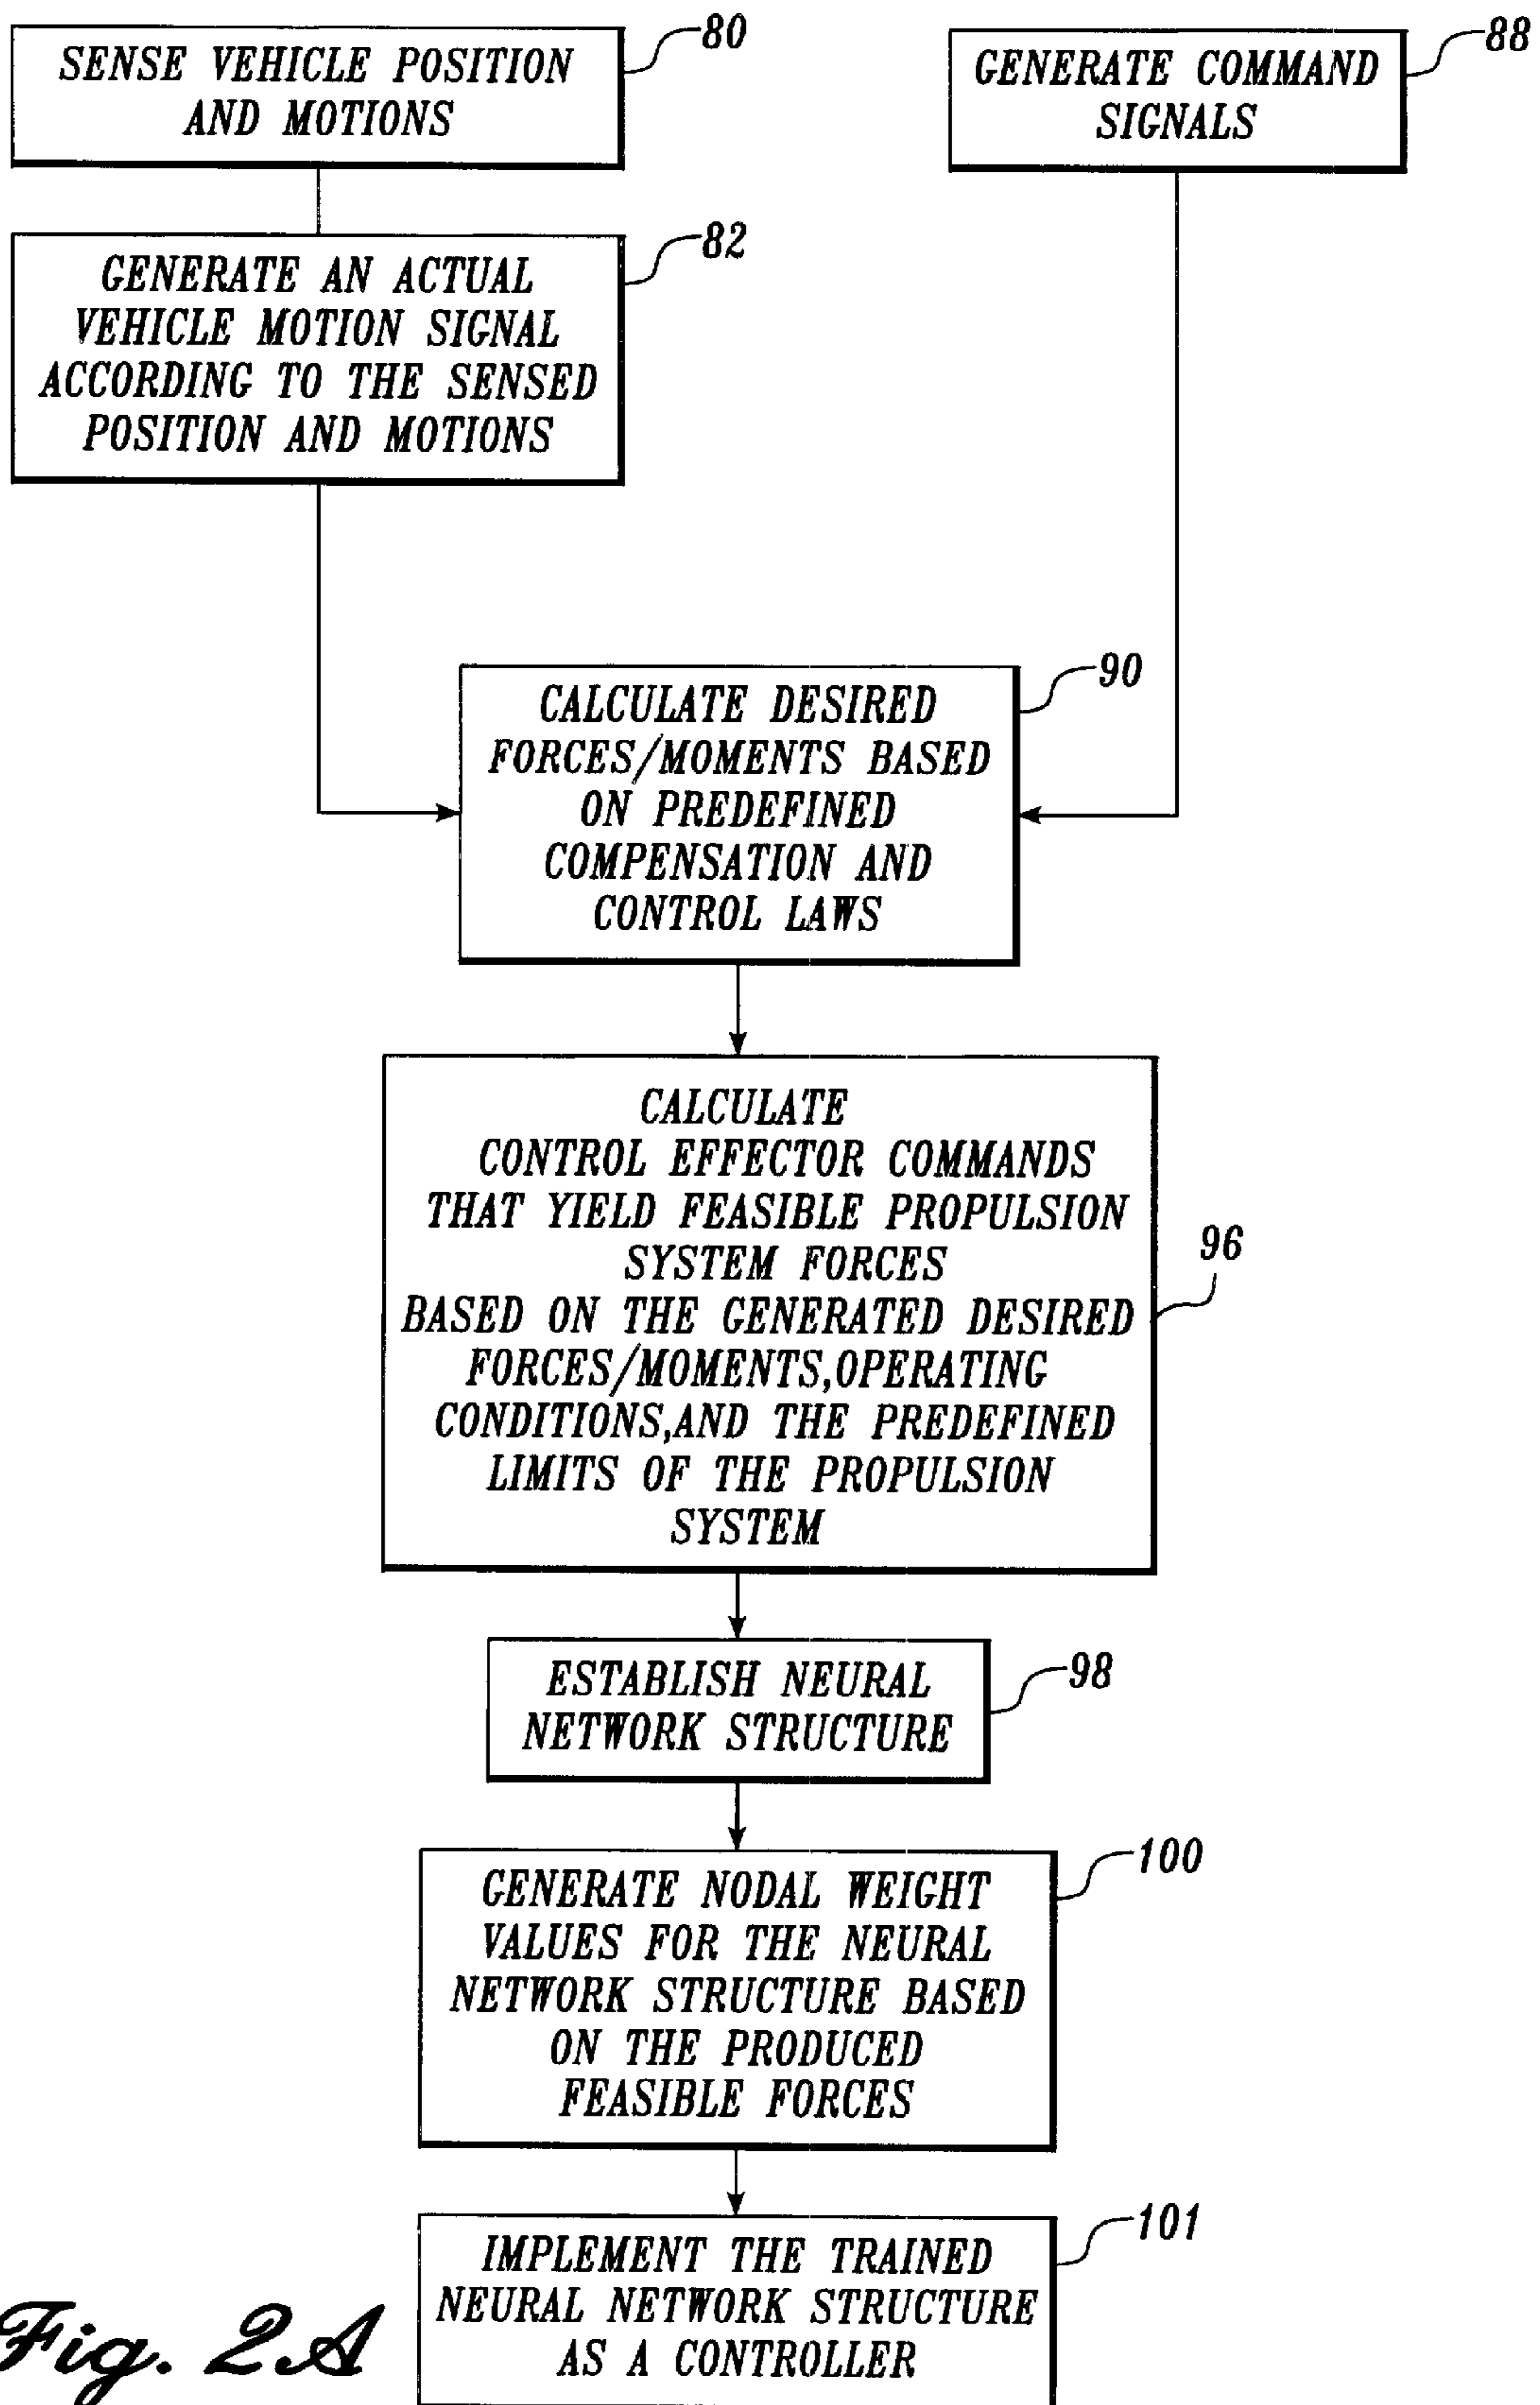 SENSE VEHICLE POSITION
AND MOTIONS
80
GENERATE COMMAND
SIGNALS
88
GENERATE AN ACTUAL
VEHICLE MOTION SIGNAL
ACCORDING TO THE SENSED
POSITION AND MOTIONS
82
CALCULATE DESIRED
FORCES/MOMENTS BASED
ON PREDEFINED
COMPENSATION AND
CONTROL LAWS
90
CALCULATE
CONTROL EFFECTOR COMMANDS
THAT YIELD FEASIBLE PROPULSION
SYSTEM FORCES
BASED ON THE GENERATED DESIRED
FORCES/MOMENTS,OPERATING
CONDITIONS,AND THE PREDEFINED
LIMITS OF THE PROPULSION
SYSTEM
96
ESTABLISH NEURAL
NETWORK STRUCTURE
98
GENERATE NODAL WEIGHT
VALUES FOR THE NEURAL
NETWORK STRUCTURE BASED
ON THE PRODUCED
FEASIBLE FORCES
100
IMPLEMENT THE TRAINED
NEURAL NETWORK STRUCTURE
AS A CONTROLLER
101
Fig. 2A